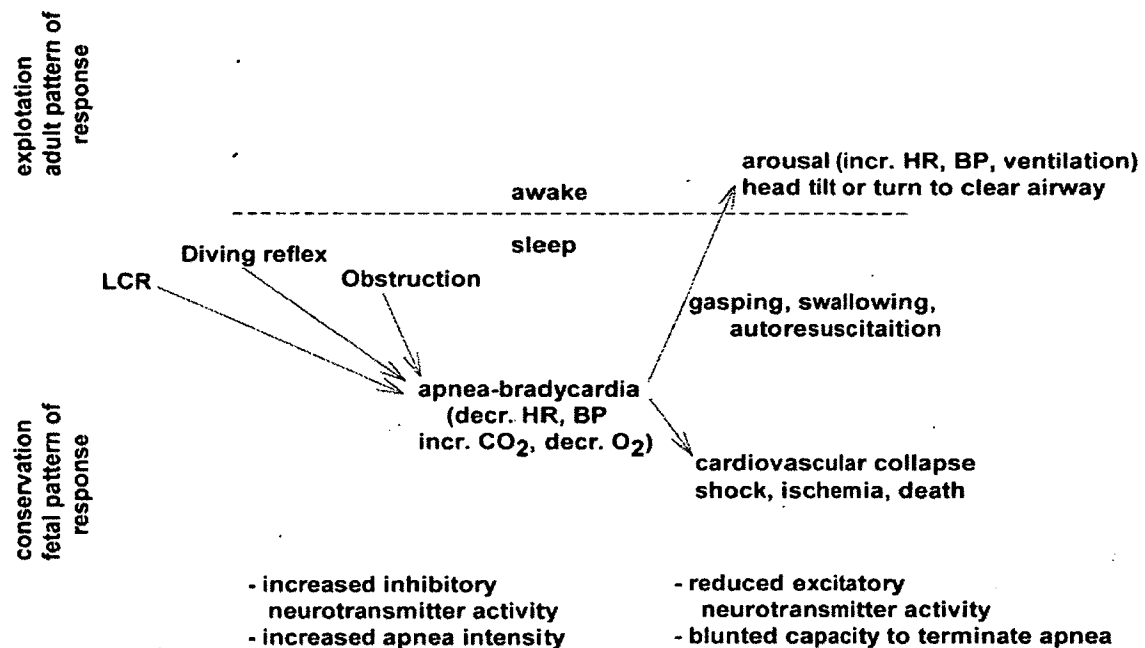 explotation
adult pattern of
response
arousal (incr. HR, BP, ventilation)
head tilt or turn to clear airway
awake
sleep
Diving reflex
LCR
Obstruction
gasping, swallowing,
autoresuscitaition
apnea-bradycardia
(decr. HR, BP
incr. CO2, decr. O2)
cardiovascular collapse
shock, ischemia, death
conservation
fetal pattern of
response
- increased inhibitory
neurotransmitter activity
- increased apnea intensity
- reduced excitatory
neurotransmitter activity
- blunted capacity to terminate apnea